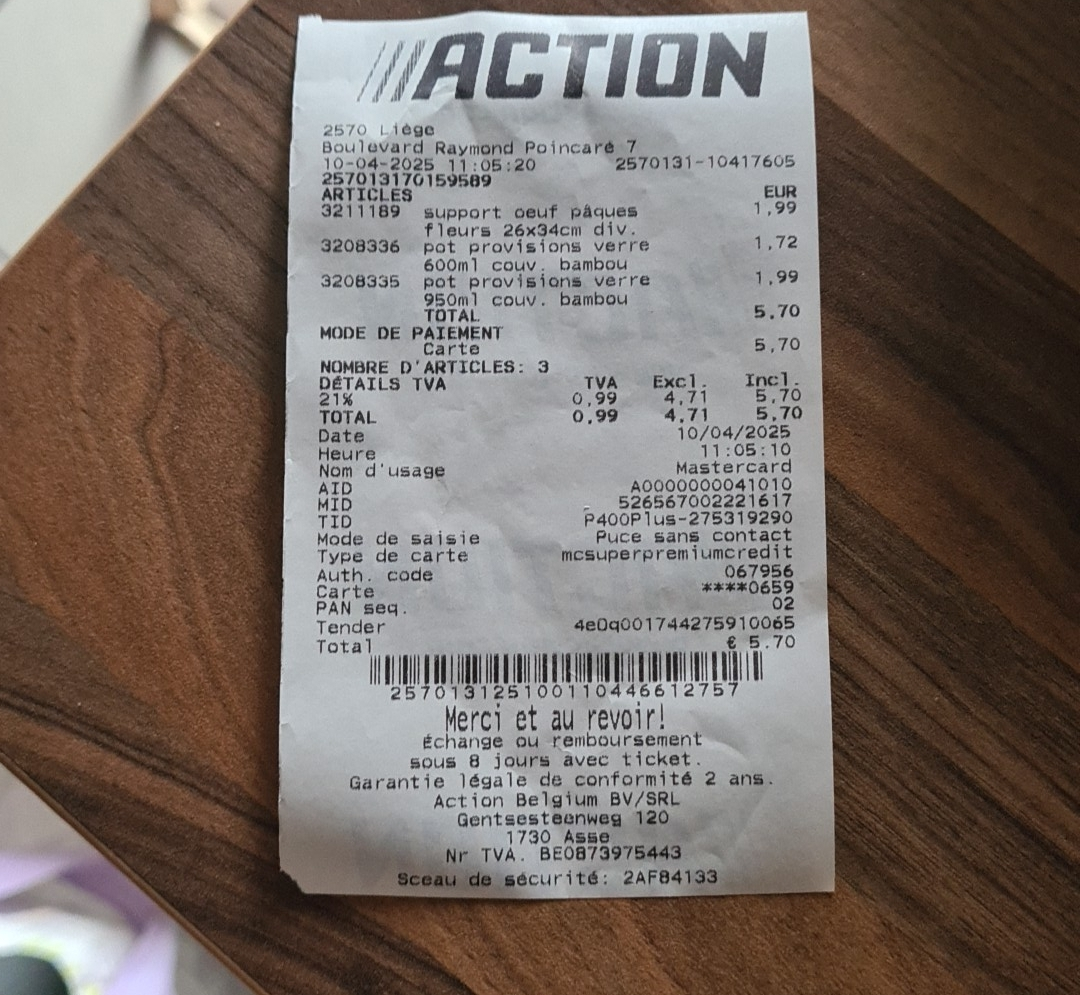 ACTION
2570 Liège
Boulevard Raymond Poincaré 7
10-04-2025 11:05:20 2570131-10417605
257013170159589
ARTICLES EUR
3211189 support oeuf pâques 1,99
fleurs 26x34cm div.
3208336 pot provisions verre 1,72
600ml couv. bambou
3208335 pot provisions verre 1,99
950ml couv. bambou
TOTAL 5,70
MODE DE PAIEMENT
Carte 5,70
NOMBRE D'ARTICLES: 3
DÉTAILS TVA TVA Excl. Incl.
21% 0,99 4,71 5,70
TOTAL 0,99 4,71 5,70
Date 10/04/2025
Heure 11:05:10
Nom d'usage Mastercard
AID A0000000041010
MID 526567002221617
TID P400Plus-275319290
Mode de saisie Puce sans contact
Type de carte mcsuperpremiumcredit
Auth. code 067956
Carte ****0659
PAN seq. 02
Tender 4e0q001744275910065
Total € 5.70
257013125100110446612757
Merci et au revoir!
Échange ou remboursement
sous 8 jours avec ticket.
Garantie légale de conformité 2 ans.
Action Belgium BV/SRL
Gentsesteenweg 120
1730 Asse
Nr TVA. BE0873975443
Sceau de sécurité: 2AF84133